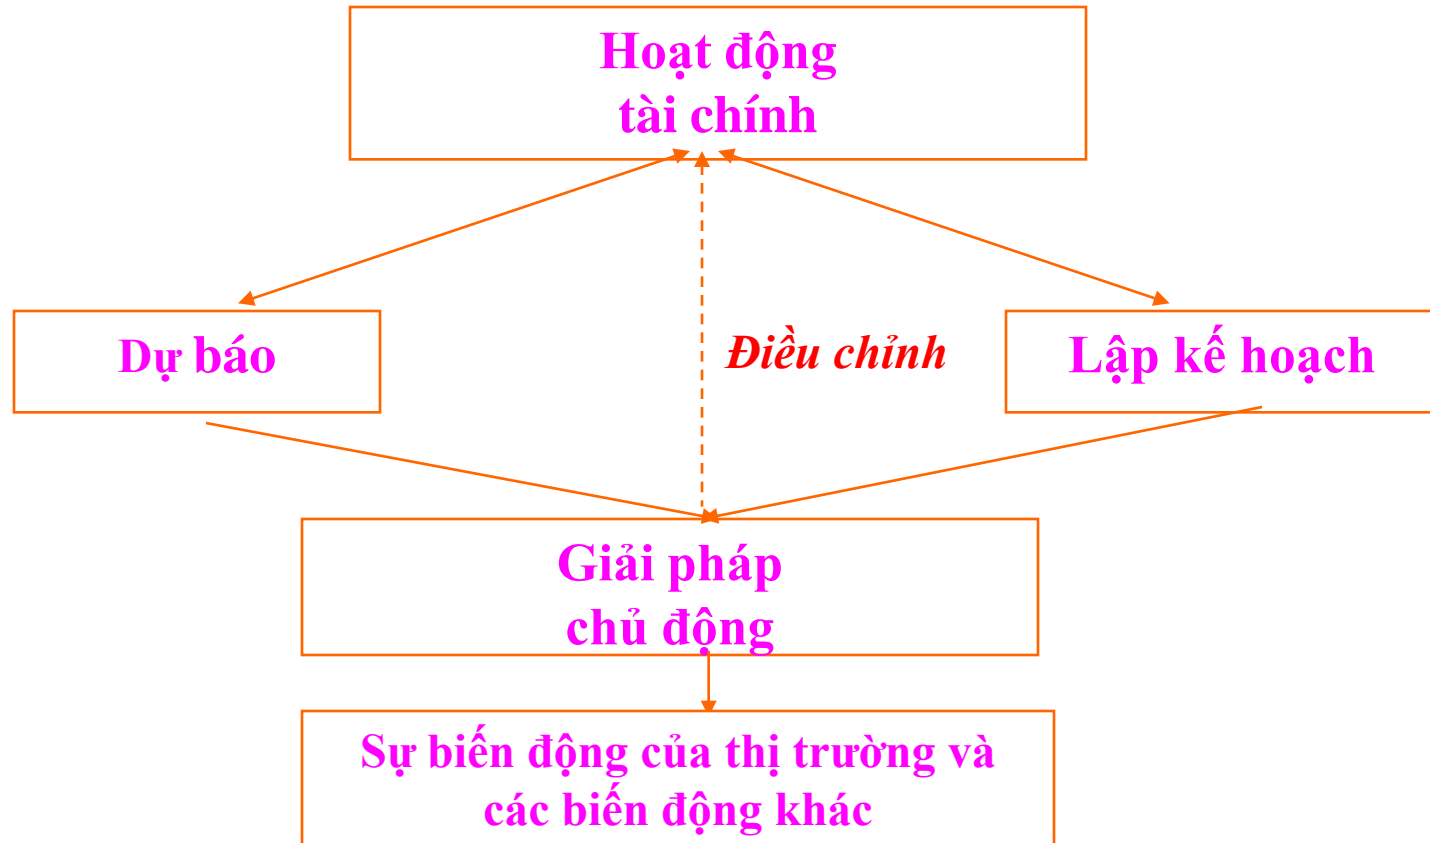 Hoạt động
tài chính
Dự báo
Điều chỉnh
Lập kế hoạch
Giải pháp
chủ động
Sự biến động của thị trường và
các biến động khác